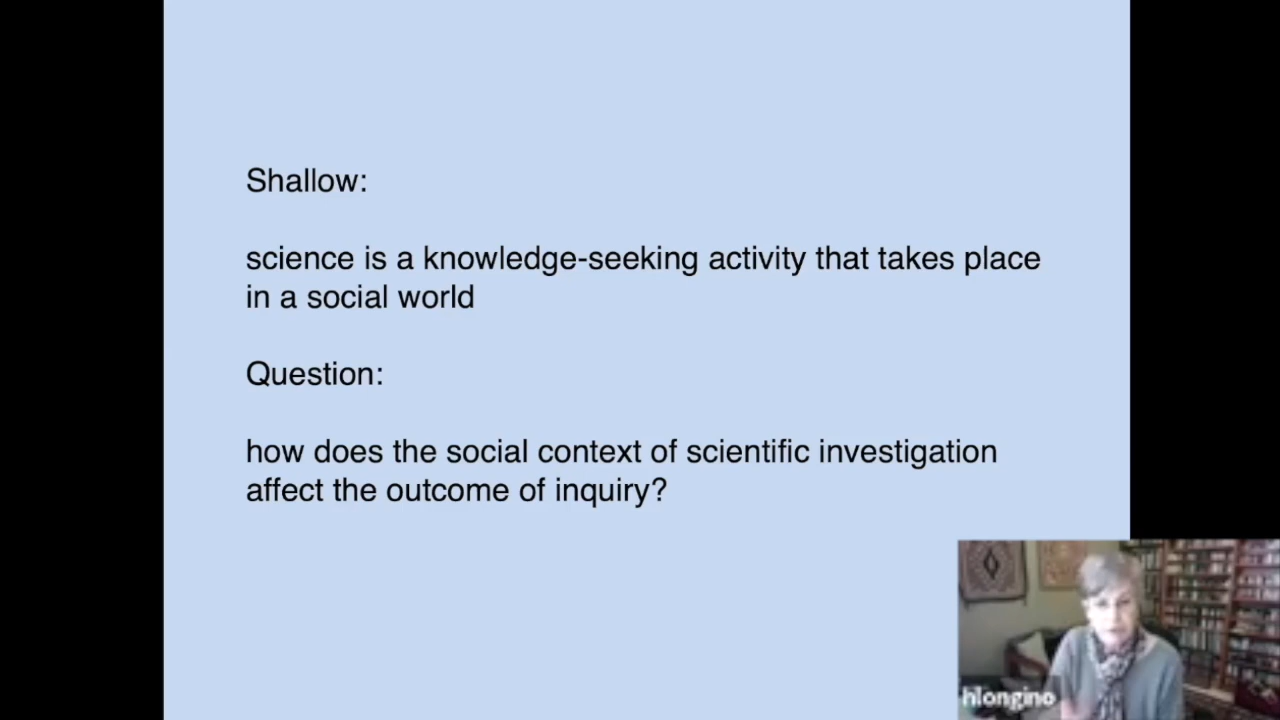 Shallow:
science is a knowledge-seeking activity that takes place
in a social world
Question:
how does the social context of scientific investigation
affect the outcome of inquiry?
hlongino